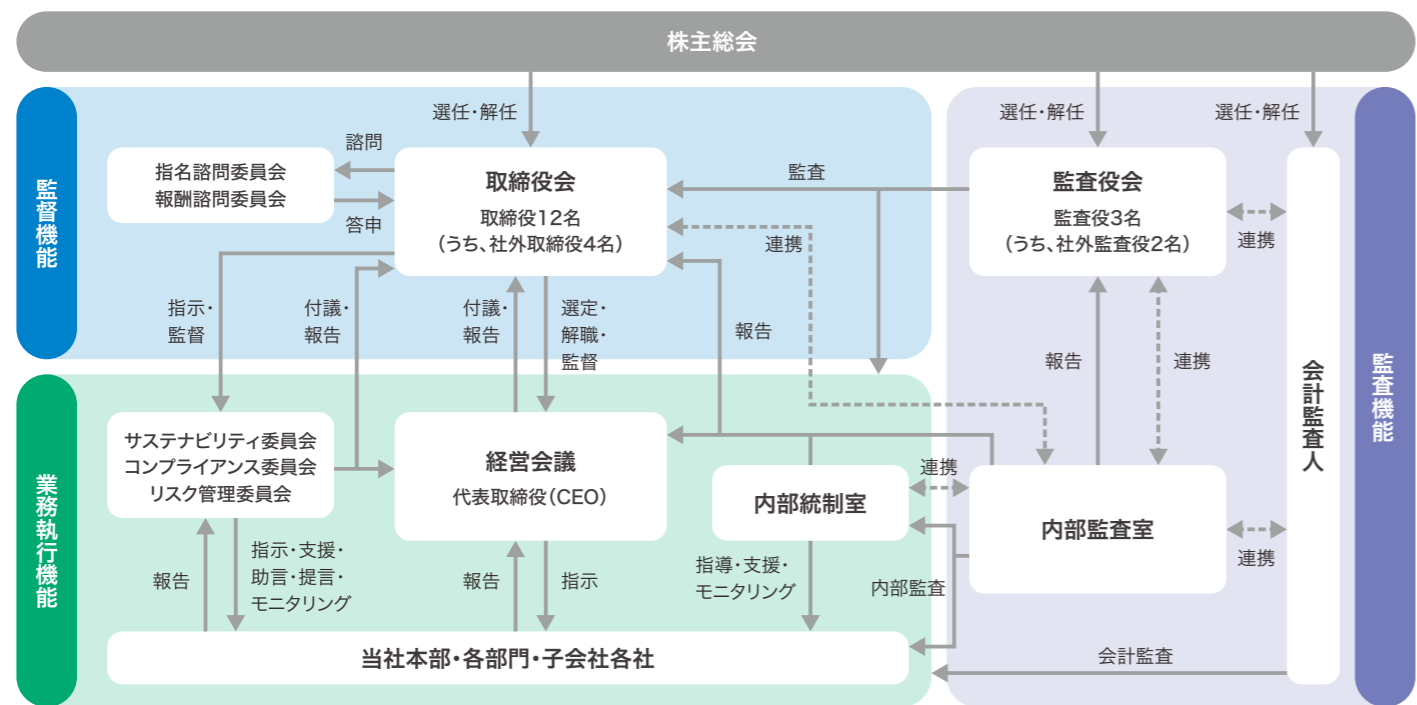 株主総会
選任・解任
選任・解任
選任・解任
監督機能
諮問
指名諮問委員会
報酬諮問委員会
答申
取締役会
取締役12名
（うち、社外取締役4名）
監査
連携
監査役会
監査役3名
（うち、社外監査役2名）
連携
会計監査人
監査機能
指示・
監督
付議・
報告
付議・
報告
選定・
解職・
監督
報告
報告
連携
業務執行機能
サステナビリティ委員会
コンプライアンス委員会
リスク管理委員会
経営会議
代表取締役（CEO）
内部統制室
連携
内部監査室
連携
報告
指示・支援・
助言・提言・
モニタリング
報告
指示
指導・支援・
モニタリング
内部監査
当社本部・各部門・子会社各社
会計監査